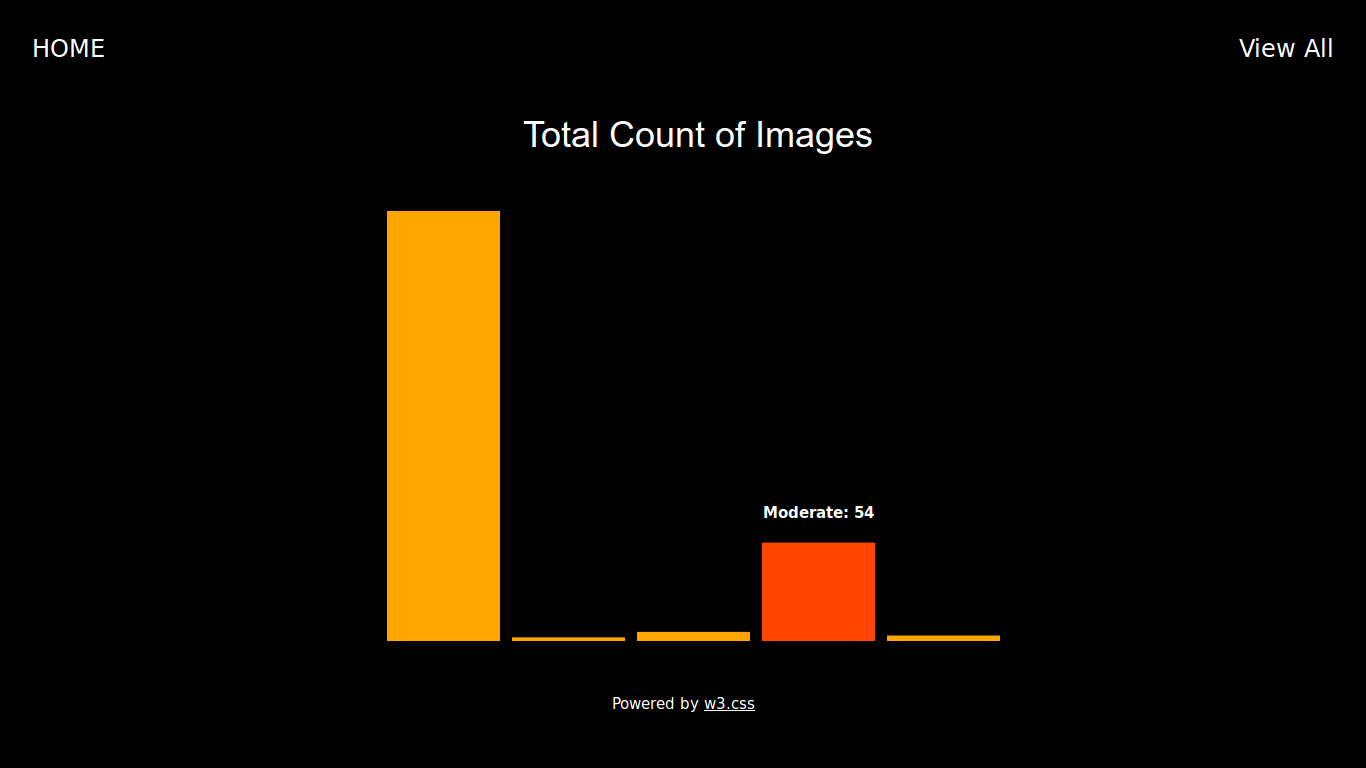 HOME
View All
Total Count of Images
Moderate: 54
Powered by w3.css